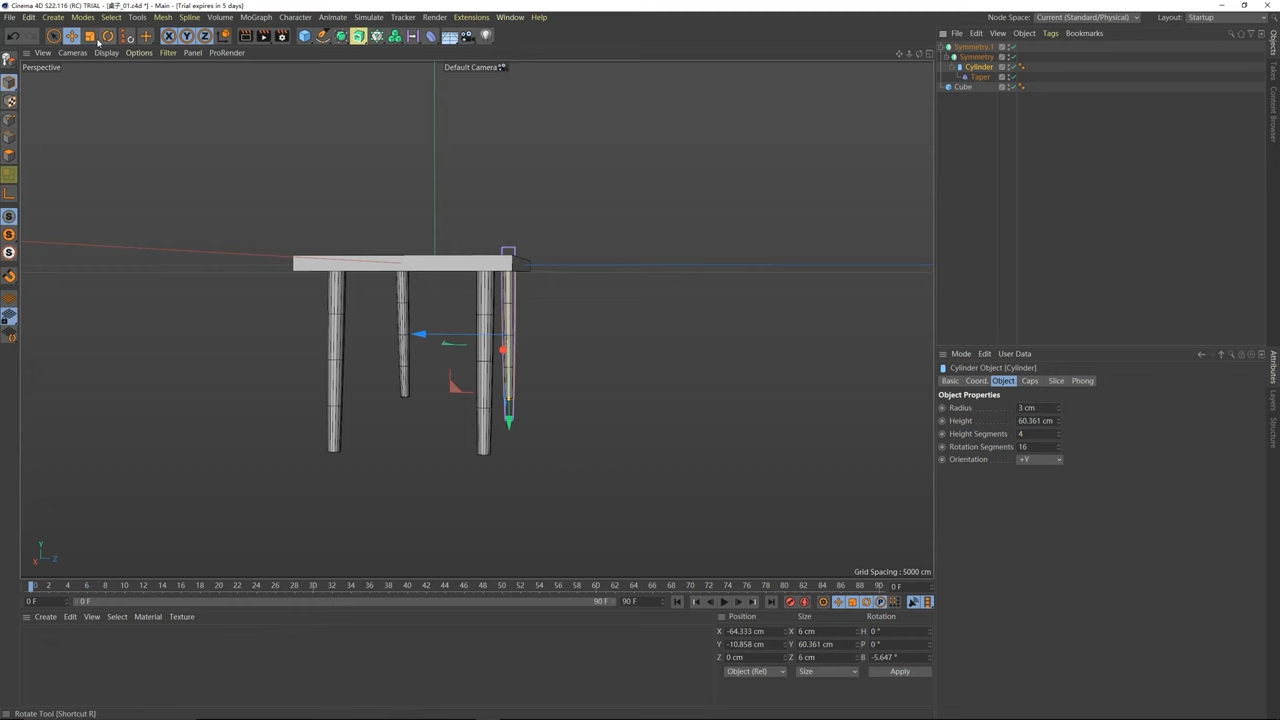 Cinema 4D S22.116 (TRIAL) - [桌子_01.c4d *] - Main - [Trial expires in 5 days]
File Edit Create Modes Select Tools Mesh Spline Volume MoGraph Character Animate Simulate Tracker Render Extensions Window Help
Node Space: Current (Standard/Physical) Layout: Startup
View Cameras Display Options Filter Panel ProRender
File Edit View Object Tags Bookmarks
Perspective
Default Camera
Symmetry.1
Symmetry
Cylinder
Taper
Cube
Objects
Takes
Content Browser
Mode Edit User Data
Cylinder Object [Cylinder]
Basic Coord. Object Caps Slice Phong
Object Properties
Radius 3 cm
Height 60.361 cm
Height Segments 4
Rotation Segments 16
Orientation +Y
Attributes
Layers
Structure
Y
X Z
Grid Spacing : 5000 cm
0 2 4 6 8 10 12 14 16 18 20 22 24 26 28 30 32 34 36 38 40 42 44 46 48 50 52 54 56 58 60 62 64 66 68 70 72 74 76 78 80 82 84 86 88 90 0 F
0 F 0 F 90 F 90 F
Create Edit View Select Material Texture
Position Size Rotation
X -64.333 cm X 6 cm H 0 °
Y -10.858 cm Y 60.361 cm P 0 °
Z 0 cm Z 6 cm B -5.647 °
Object (Rel) Size Apply
Rotate Tool [Shortcut R]